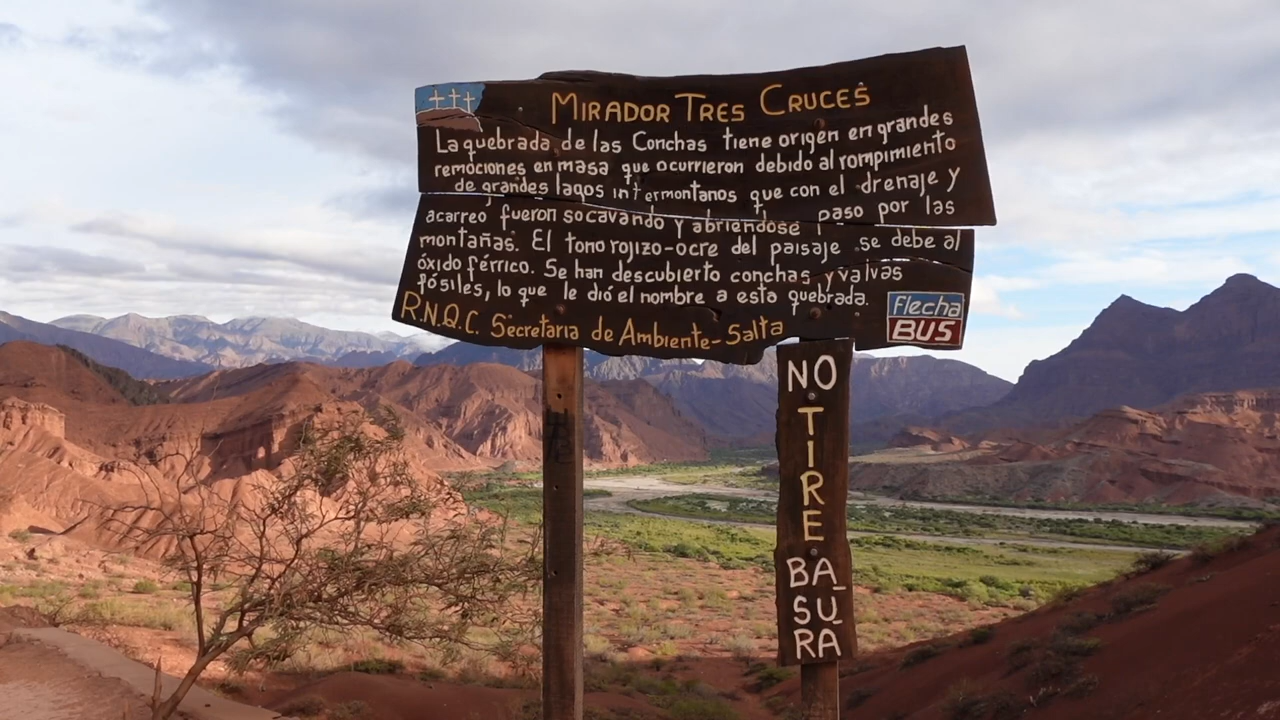 MIRADOR TRES CRUCES
La quebrada de las Conchas tiene origen en grandes
remociones en masa que ocurrieron debido al rompimiento
de grandes lagos intermontanos que con el drenaje y
acarreo fueron socavando y abriendose paso por las
montañas. El tono rojizo-ocre del paisaje se debe al
óxido férrico. Se han descubierto conchas y valvas
fósiles, lo que le dió el nombre a esta quebrada.
R.N.Q.C. Secretaria de Ambiente-Salta
Flecha
BUS
NO
TIRE
BA_
SU_
RA